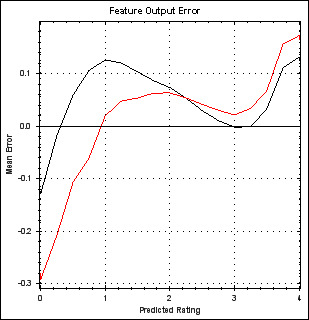 Feature Output Error
0.1
0.0
-0.1
-0.2
-0.3
Mean Error
0 1 2 3 4
Predicted Rating